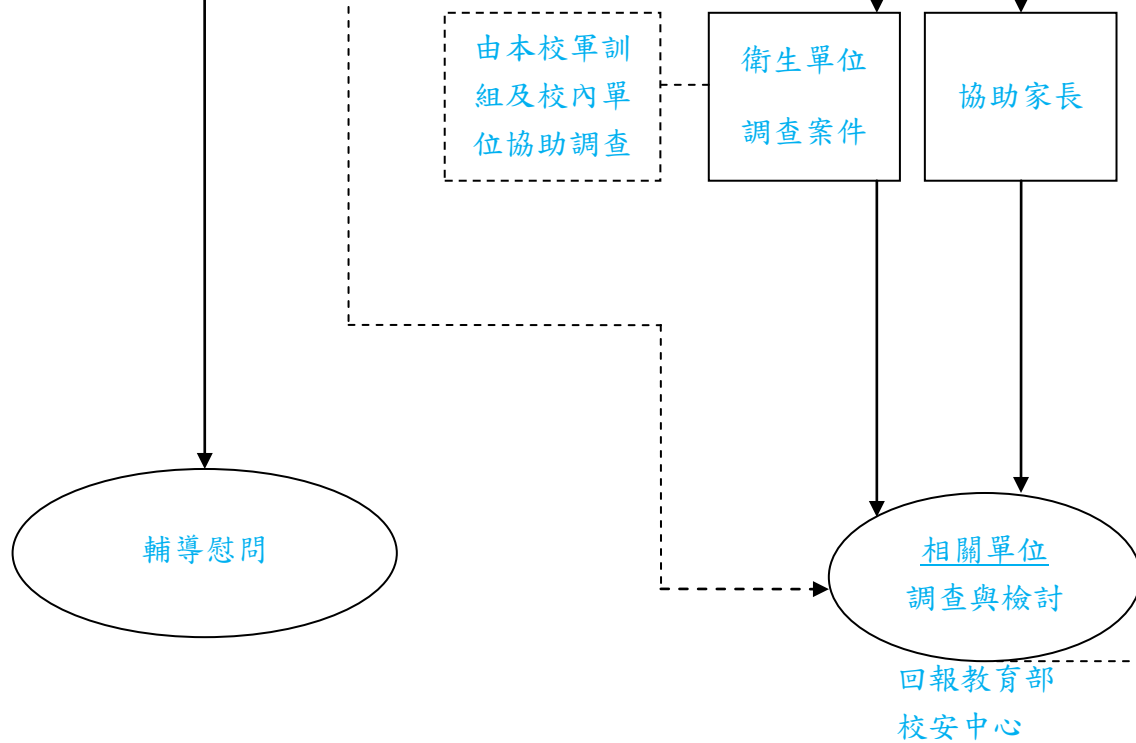 由本校軍訓
組及校內單
位協助調查
衛生單位
調查案件
協助家長
輔導慰問
相關單位
調查與檢討
回報教育部
校安中心